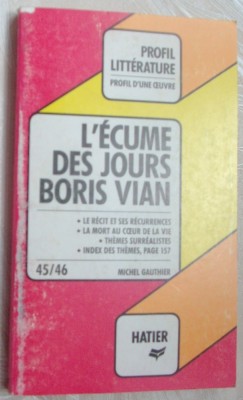 PROFIL
LITTÉRATURE
PROFIL D'UNE ŒUVRE
L'ÉCUME
DES JOURS
BORIS VIAN
• LE RÉCIT ET SES RÉCURRENCES
• LA MORT AU CŒUR DE LA VIE
• THÈMES SURRÉALISTES
• INDEX DES THÈMES, PAGE 157
45/46
MICHEL GAUTHIER
HATIER